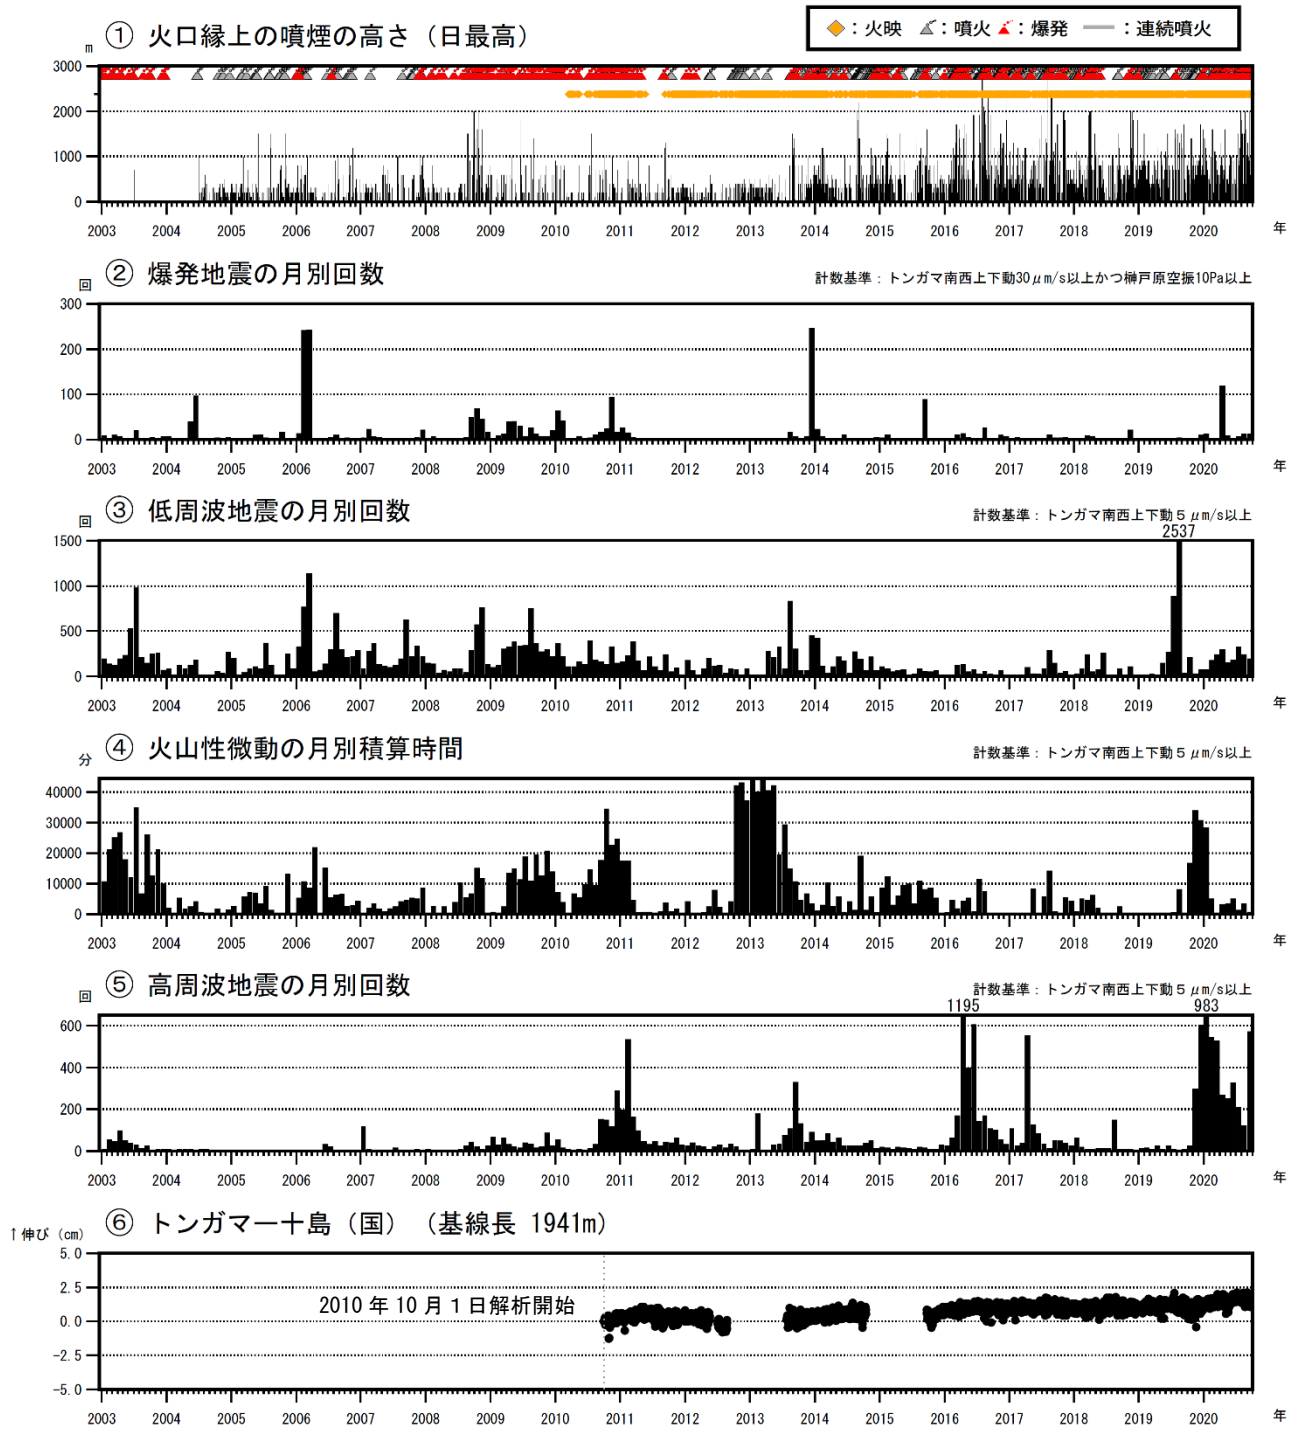 ① 火口縁上の噴煙の高さ（日最高）
◆：火映 ▲：噴火 ▲：爆発 ―：連続噴火
m
3000
2000
1000
0
2003 2004 2005 2006 2007 2008 2009 2010 2011 2012 2013 2014 2015 2016 2017 2018 2019 2020 年
② 爆発地震の月別回数
計数基準：トンガマ南西上下動30μm/s以上かつ榊戸原空振10Pa以上
回
300
200
100
0
2003 2004 2005 2006 2007 2008 2009 2010 2011 2012 2013 2014 2015 2016 2017 2018 2019 2020 年
③ 低周波地震の月別回数
計数基準：トンガマ南西上下動５μm/s以上
回
2537
1500
1000
500
0
2003 2004 2005 2006 2007 2008 2009 2010 2011 2012 2013 2014 2015 2016 2017 2018 2019 2020 年
④ 火山性微動の月別積算時間
計数基準：トンガマ南西上下動５μm/s以上
分
40000
30000
20000
10000
0
2003 2004 2005 2006 2007 2008 2009 2010 2011 2012 2013 2014 2015 2016 2017 2018 2019 2020 年
⑤ 高周波地震の月別回数
計数基準：トンガマ南西上下動５μm/s以上
回
1195 983
600
400
200
0
2003 2004 2005 2006 2007 2008 2009 2010 2011 2012 2013 2014 2015 2016 2017 2018 2019 2020 年
⑥ トンガマー十島（国）（基線長 1941m）
↑伸び（cm）
5.0
2.5
2010 年 10 月１日解析開始
0.0
-2.5
-5.0
2003 2004 2005 2006 2007 2008 2009 2010 2011 2012 2013 2014 2015 2016 2017 2018 2019 2020 年